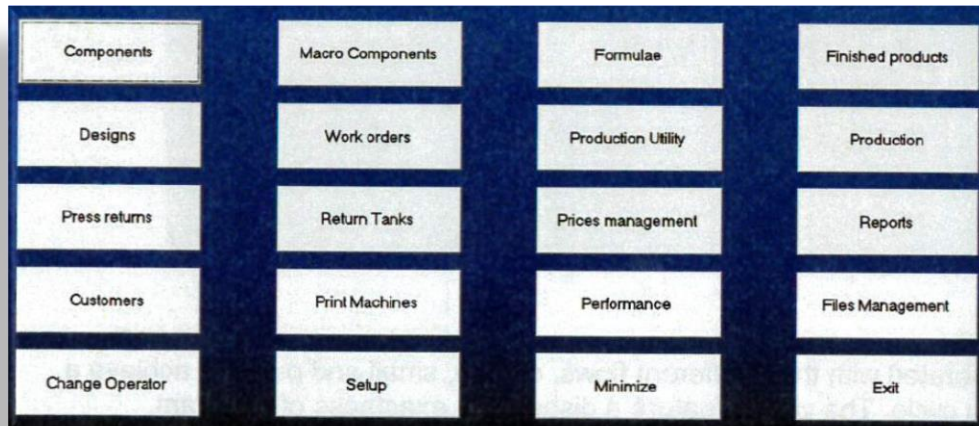 Components
Macro Components
Formulae
Finished products
Designs
Work orders
Production Utility
Production
Press returns
Return Tanks
Prices management
Reports
Customers
Print Machines
Performance
Files Management
Change Operator
Setup
Minimize
Exit